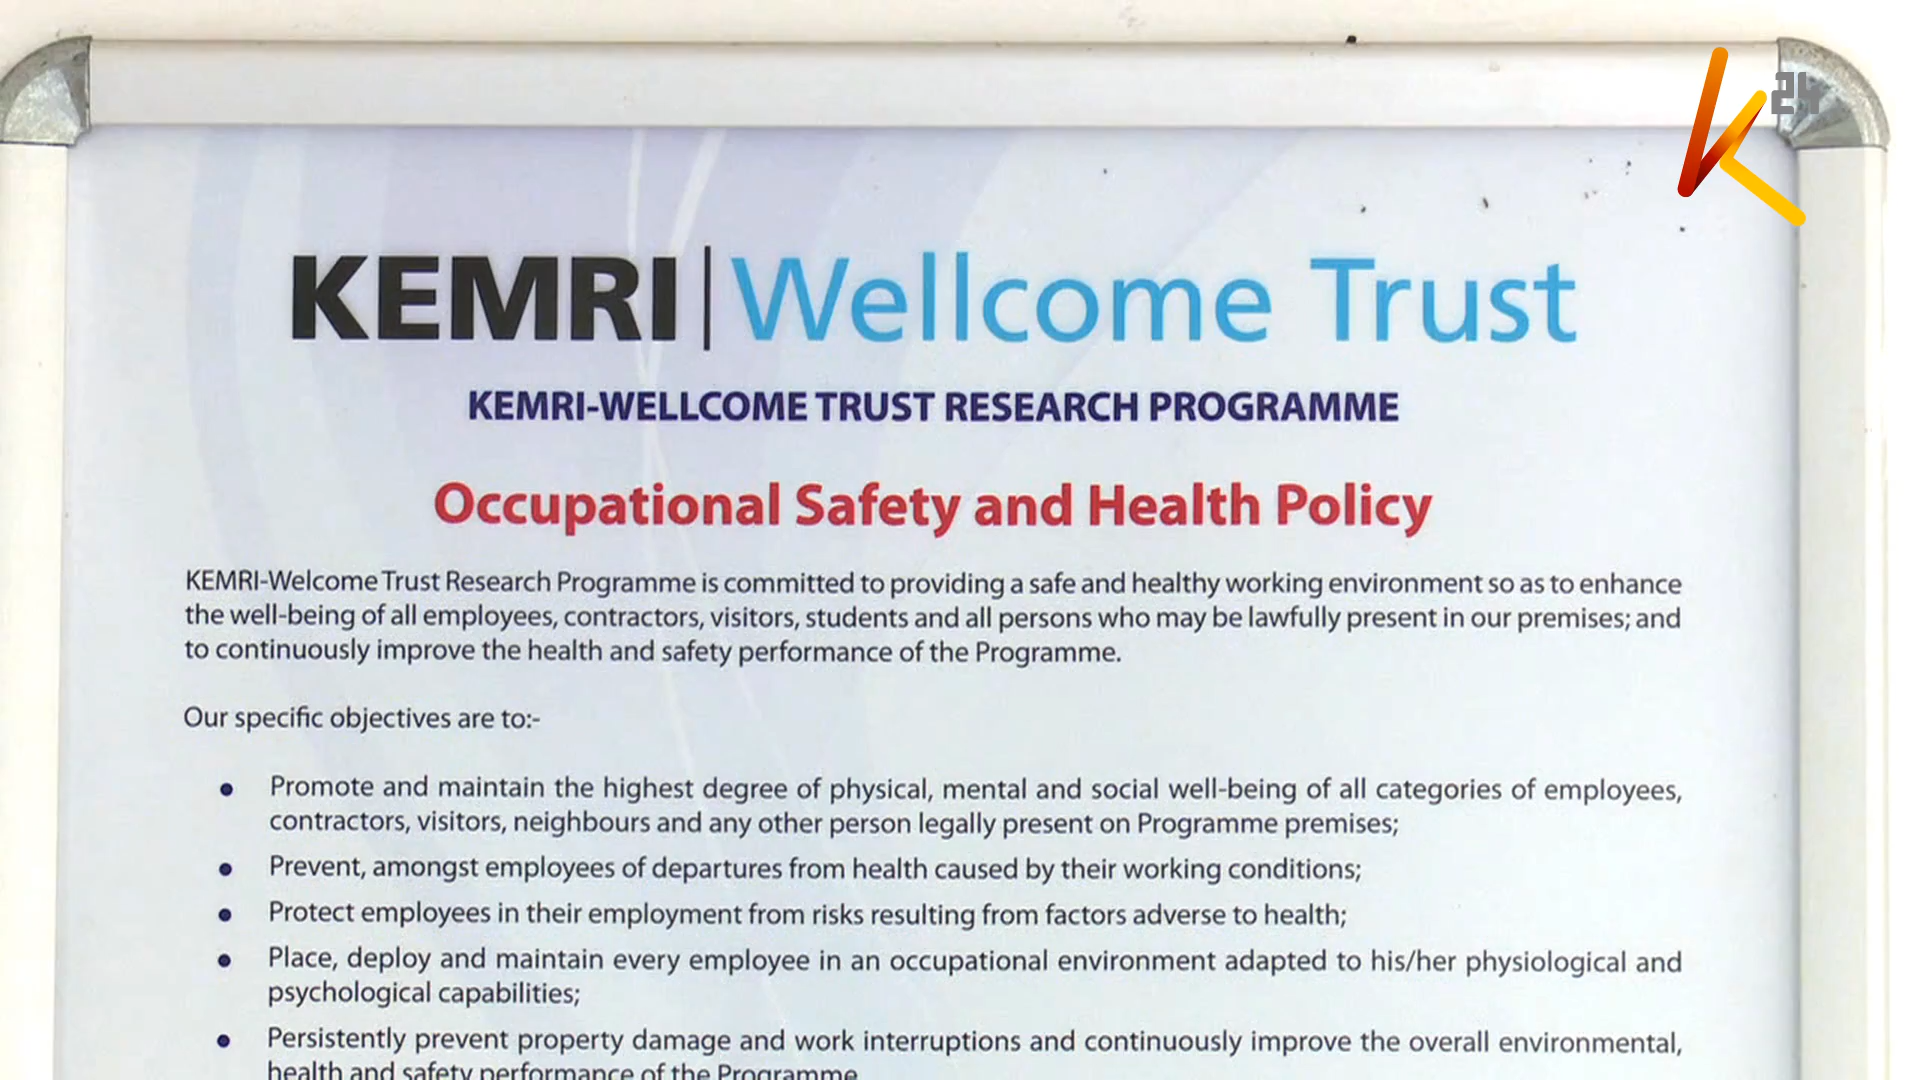 24
KEMRI|Wellcome Trust
KEMRI-WELLCOME TRUST RESEARCH PROGRAMME
Occupational Safety and Health Policy
KEMRI-Welcome Trust Research Programme is committed to providing a safe and healthy working environment so as to enhance
the well-being of all employees, contractors, visitors, students and all persons who may be lawfully present in our premises; and
to continuously improve the health and safety performance of the Programme.
Our specific objectives are to:-
• Promote and maintain the highest degree of physical, mental and social well-being of all categories of employees,
contractors, visitors, neighbours and any other person legally present on Programme premises;
• Prevent, amongst employees of departures from health caused by their working conditions;
• Protect employees in their employment from risks resulting from factors adverse to health;
• Place, deploy and maintain every employee in an occupational environment adapted to his/her physiological and
psychological capabilities;
• Persistently prevent property damage and work interruptions and continuously improve the overall environmental,
health and safety performance of the Programme